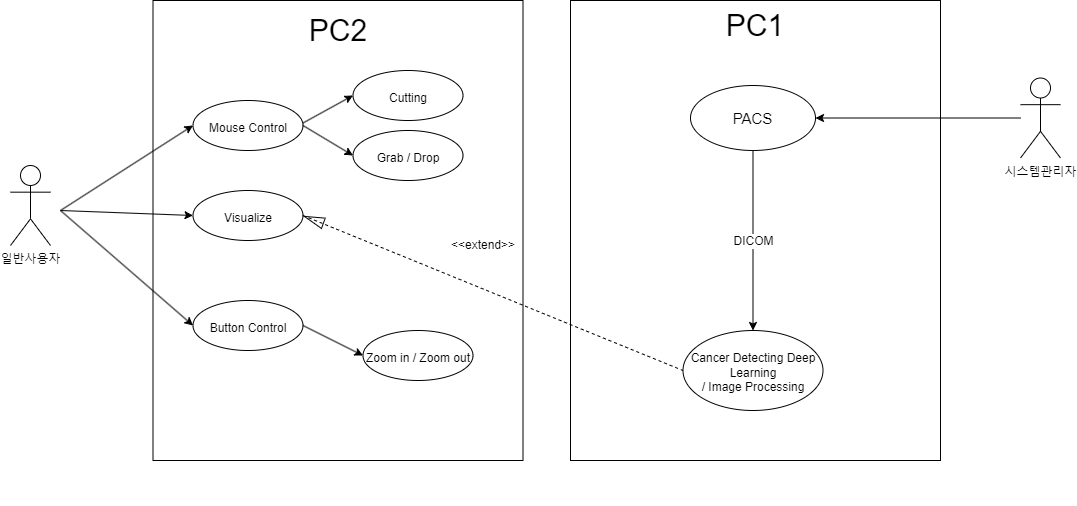 PC2
PC1
Cutting
Mouse Control
Grab / Drop
PACS
시스템관리자
Visualize
<<extend>>
DICOM
일반사용자
Button Control
Zoom in / Zoom out
Cancer Detecting Deep
Learning
/ Image Processing